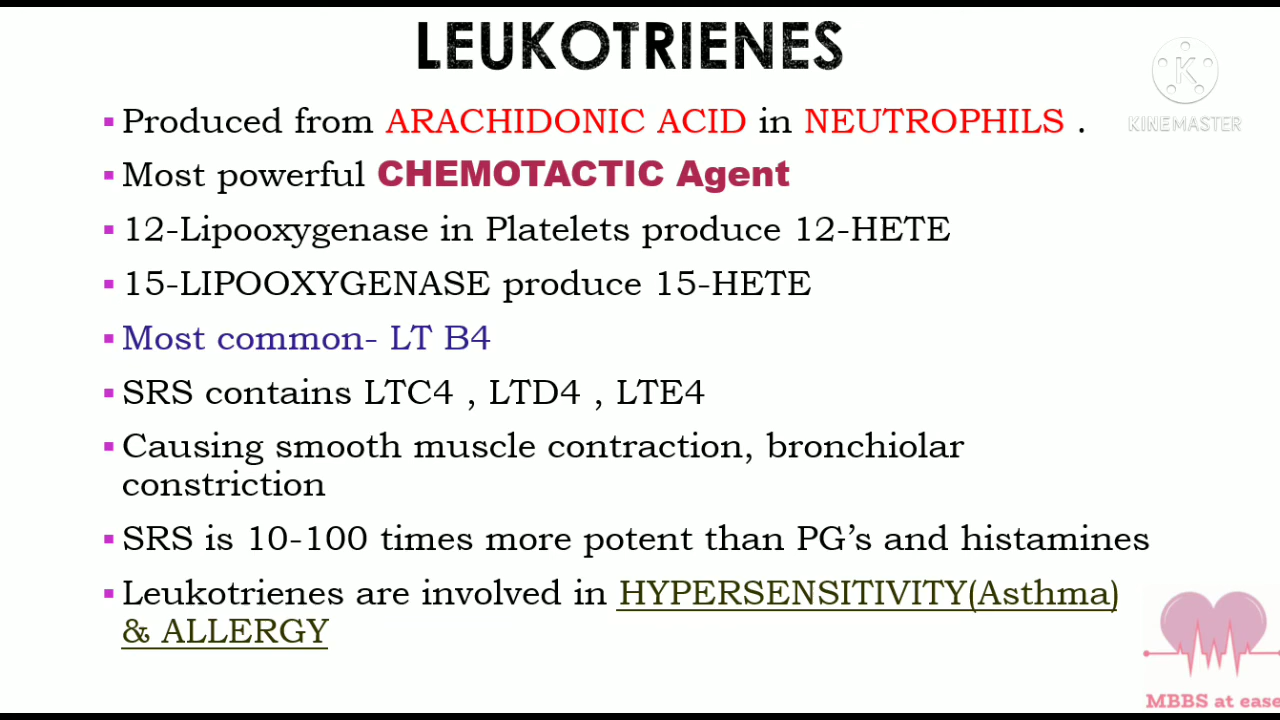 LEUKOTRIENES
K
KINEMASTER
▪ Produced from ARACHIDONIC ACID in NEUTROPHILS .
▪ Most powerful CHEMOTACTIC Agent
▪ 12-Lipooxygenase in Platelets produce 12-HETE
▪ 15-LIPOOXYGENASE produce 15-HETE
▪ Most common- LT B4
▪ SRS contains LTC4 , LTD4 , LTE4
▪ Causing smooth muscle contraction, bronchiolar
constriction
▪ SRS is 10-100 times more potent than PG’s and histamines
▪ Leukotrienes are involved in HYPERSENSITIVITY(Asthma)
& ALLERGY
MBBS at ease